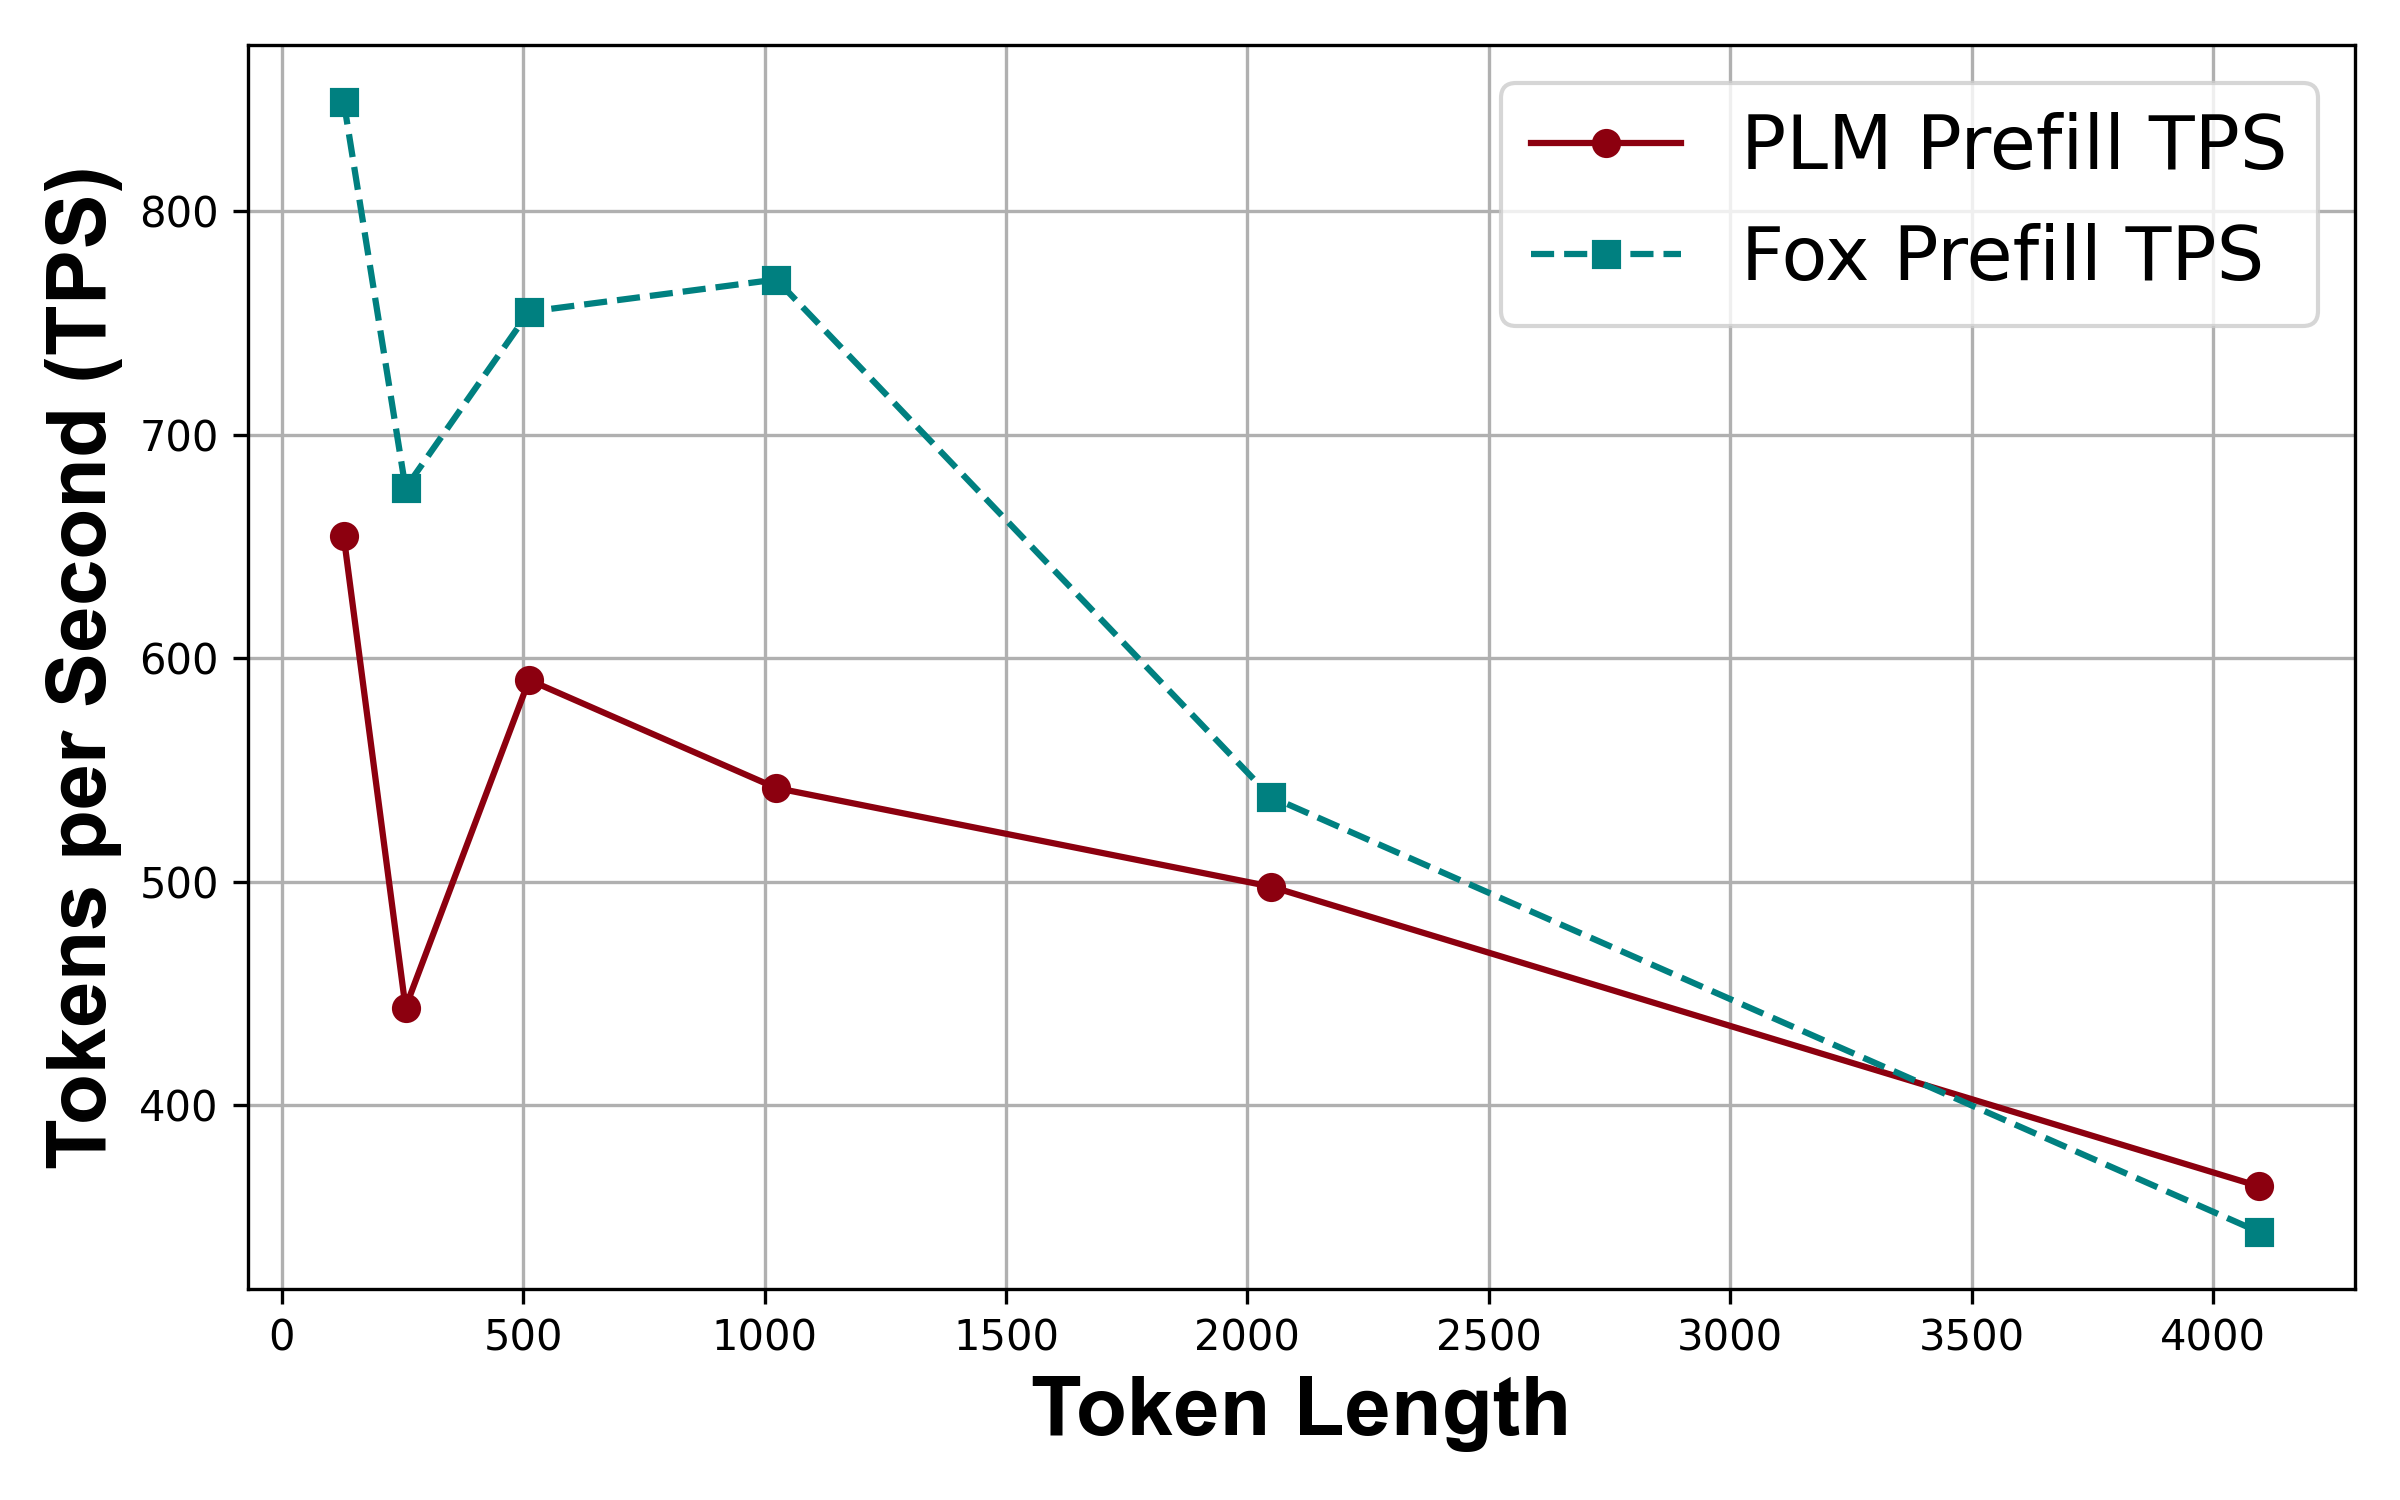 Tokens per Second (TPS)
800
700
600
500
400
PLM Prefill TPS
Fox Prefill TPS
0 500 1000 1500 2000 2500 3000 3500 4000
Token Length